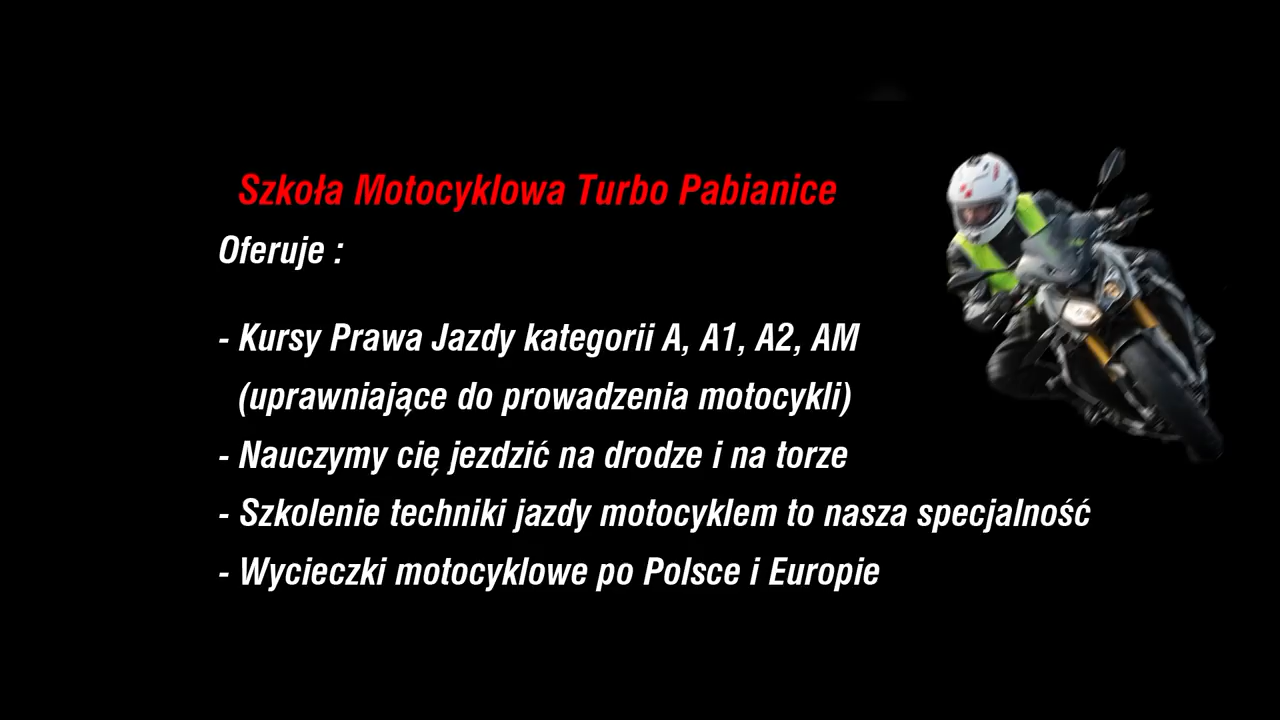 Szkoła Motocyklowa Turbo Pabianice
Oferuje :
- Kursy Prawa Jazdy kategorii A, A1, A2, AM
(uprawniające do prowadzenia motocykli)
- Nauczymy cię jezdzić na drodze i na torze
- Szkolenie techniki jazdy motocyklem to nasza specjalność
- Wycieczki motocyklowe po Polsce i Europie